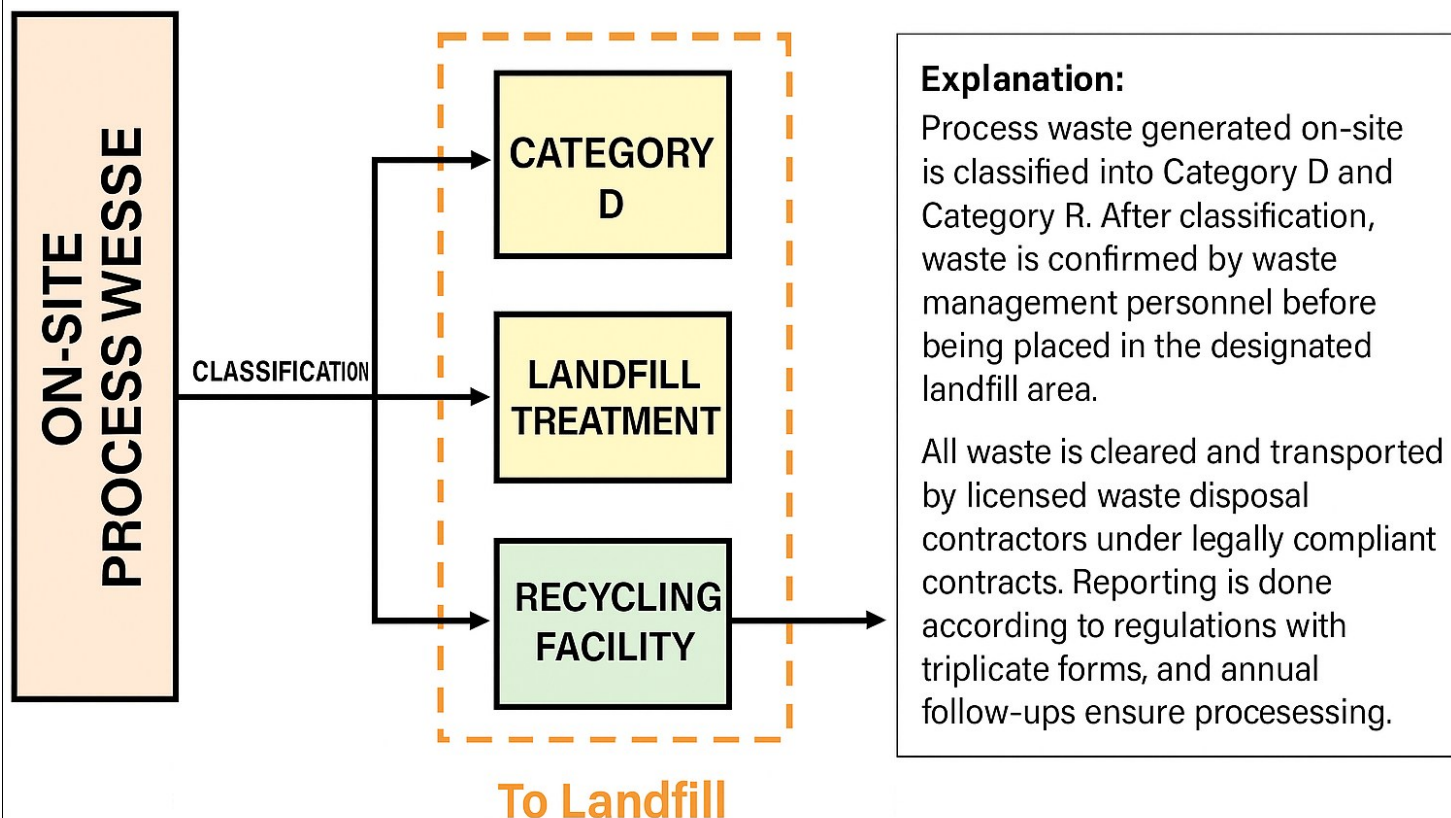 ON-SITE
PROCESS WESSE
CLASSIFICATION
CATEGORY
D
LANDFILL
TREATMENT
RECYCLING
FACILITY
To Landfill
Explanation:
Process waste generated on-site
is classified into Category D and
Category R. After classification,
waste is confirmed by waste
management personnel before
being placed in the designated
landfill area.
All waste is cleared and transported
by licensed waste disposal
contractors under legally compliant
contracts. Reporting is done
according to regulations with
triplicate forms, and annual
follow-ups ensure procesessing.